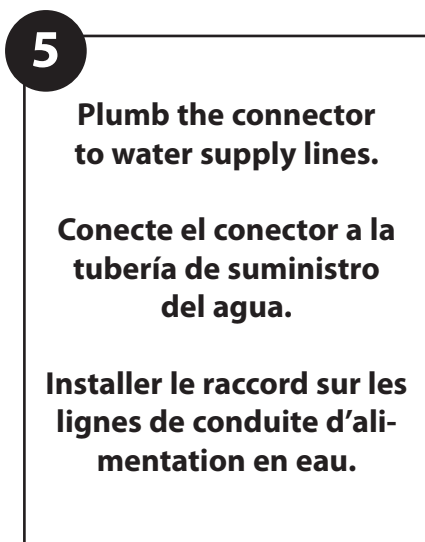 5
Plumb the connector
to water supply lines.
Conecte el conector a la
tubería de suministro
del agua.
Installer le raccord sur les
lignes de conduite d’ali-
mentation en eau.